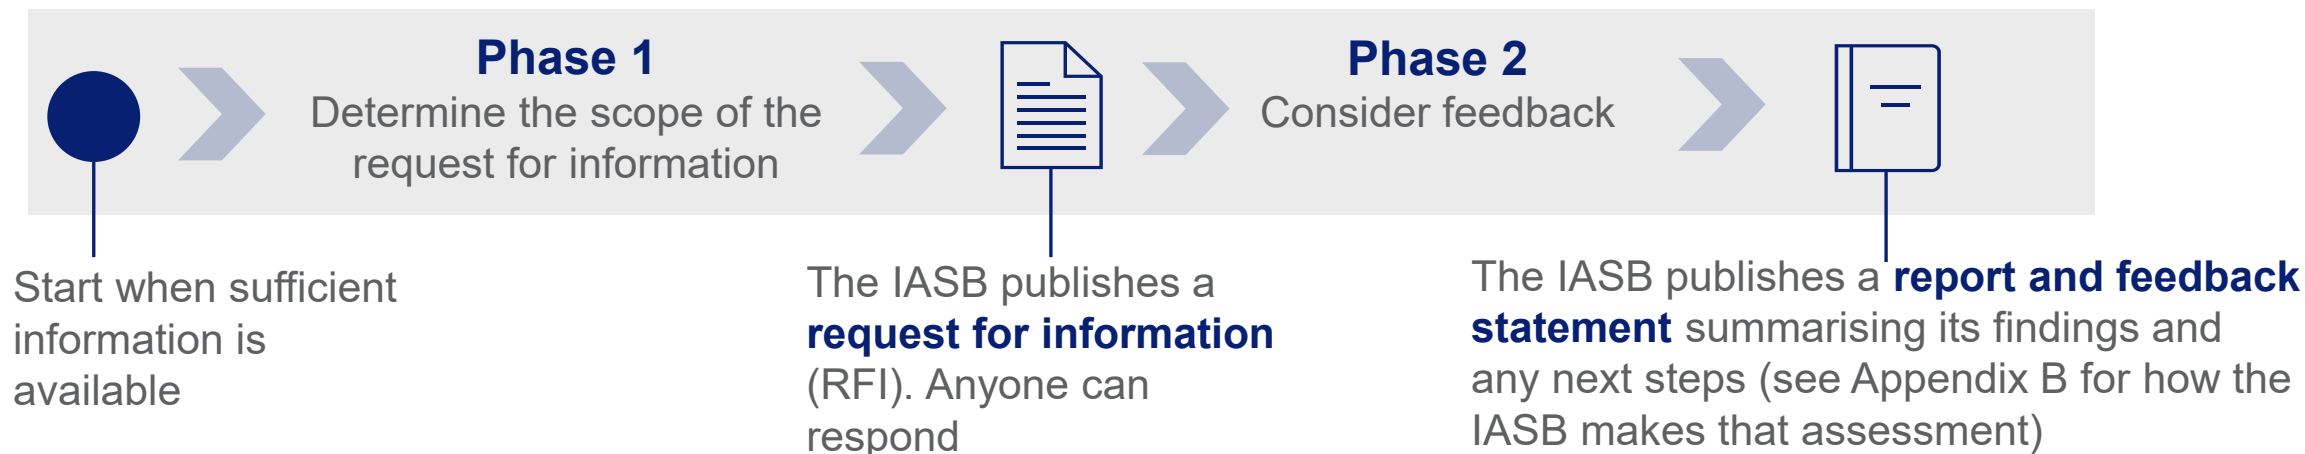 Phase 1
Determine the scope of the
request for information
Phase 2
Consider feedback
Start when sufficient
information is
available
The IASB publishes a
request for information
(RFI). Anyone can
respond
The IASB publishes a report and feedback
statement summarising its findings and
any next steps (see Appendix B for how the
IASB makes that assessment)